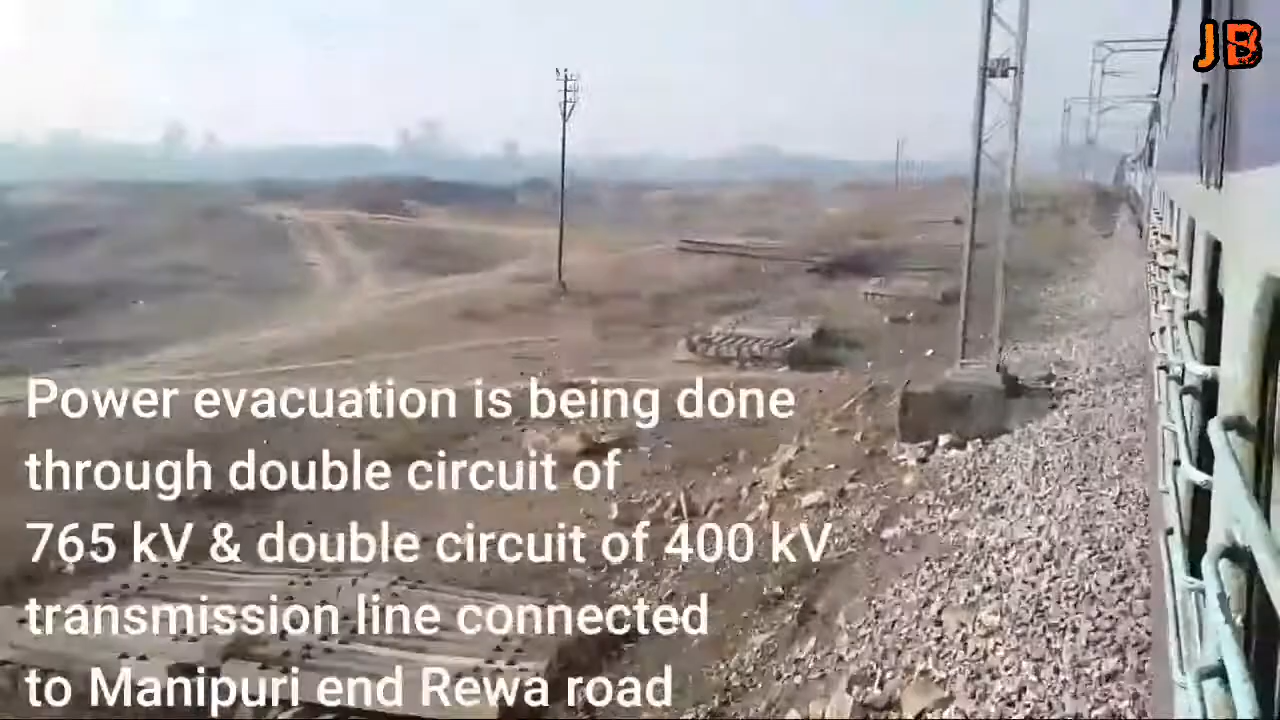 JB
Power evacuation is being done
through double circuit of
765 kV & double circuit of 400 kV
transmission line connected
to Manipuri end Rewa road